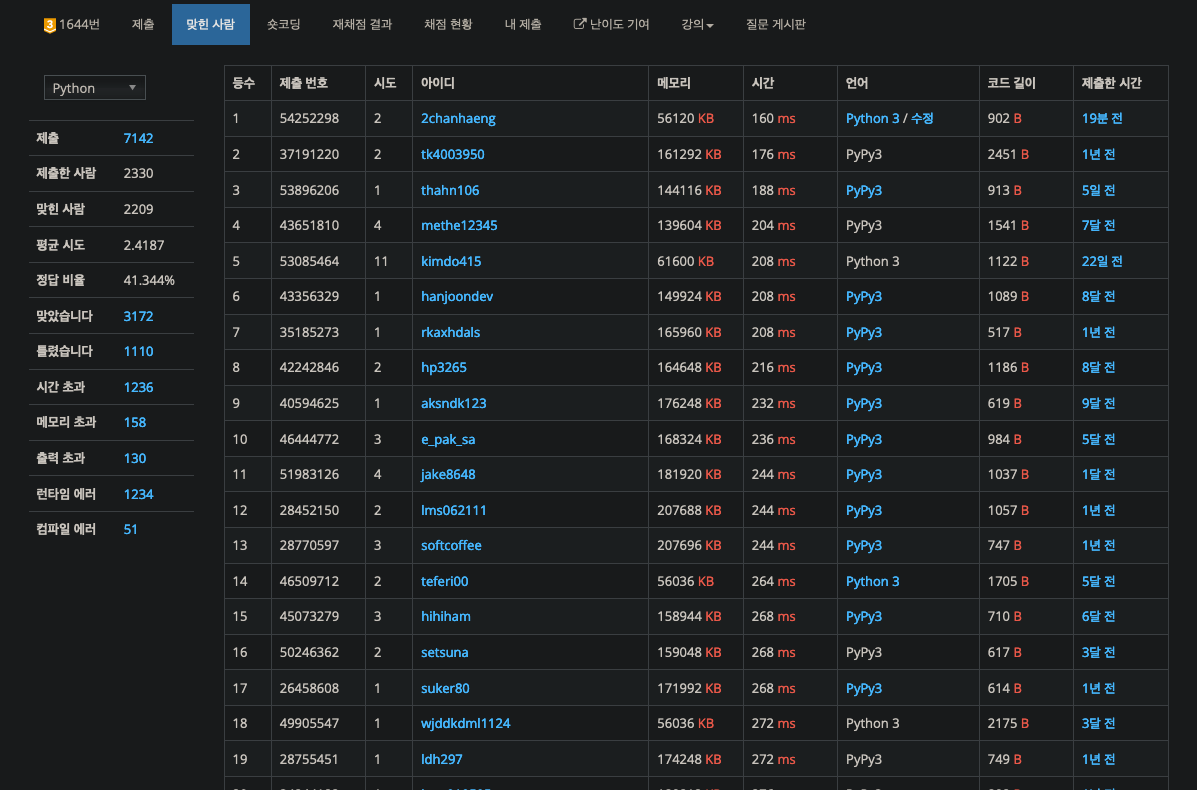 3 1644번 제출 맞힌 사람 숏코딩 재채점 결과 채점 현황 내 제출 난이도 기여 강의 질문 게시판
Python
제출 7142
제출한 사람 2330
맞힌 사람 2209
평균 시도 2.4187
정답 비율 41.344%
맞았습니다 3172
틀렸습니다 1110
시간 초과 1236
메모리 초과 158
출력 초과 130
런타임 에러 1234
컴파일 에러 51
등수 제출 번호 시도 아이디 메모리 시간 언어 코드 길이 제출한 시간
1 54252298 2 2chanhaeng 56120 KB 160 ms Python 3 / 수정 902 B 19분 전
2 37191220 2 tk4003950 161292 KB 176 ms PyPy3 2451 B 1년 전
3 53896206 1 thahn106 144116 KB 188 ms PyPy3 913 B 5일 전
4 43651810 4 methe12345 139604 KB 204 ms PyPy3 1541 B 7달 전
5 53085464 11 kimdo415 61600 KB 208 ms Python 3 1122 B 22일 전
6 43356329 1 hanjoondev 149924 KB 208 ms PyPy3 1089 B 8달 전
7 35185273 1 rkaxhdals 165960 KB 208 ms PyPy3 517 B 1년 전
8 42242846 2 hp3265 164648 KB 216 ms PyPy3 1186 B 8달 전
9 40594625 1 aksndk123 176248 KB 232 ms PyPy3 619 B 9달 전
10 46444772 3 e_pak_sa 168324 KB 236 ms PyPy3 984 B 5달 전
11 51983126 4 jake8648 181920 KB 244 ms PyPy3 1037 B 1달 전
12 28452150 2 lms062111 207688 KB 244 ms PyPy3 1057 B 1년 전
13 28770597 3 softcoffee 207696 KB 244 ms PyPy3 747 B 1년 전
14 46509712 2 teferi00 56036 KB 264 ms Python 3 1705 B 5달 전
15 45073279 3 hihiham 158944 KB 268 ms PyPy3 710 B 6달 전
16 50246362 2 setsuna 159048 KB 268 ms PyPy3 617 B 3달 전
17 26458608 1 suker80 171992 KB 268 ms PyPy3 614 B 1년 전
18 49905547 1 wjddkdml1124 56036 KB 272 ms Python 3 2175 B 3달 전
19 28755451 1 ldh297 174248 KB 272 ms PyPy3 749 B 1년 전